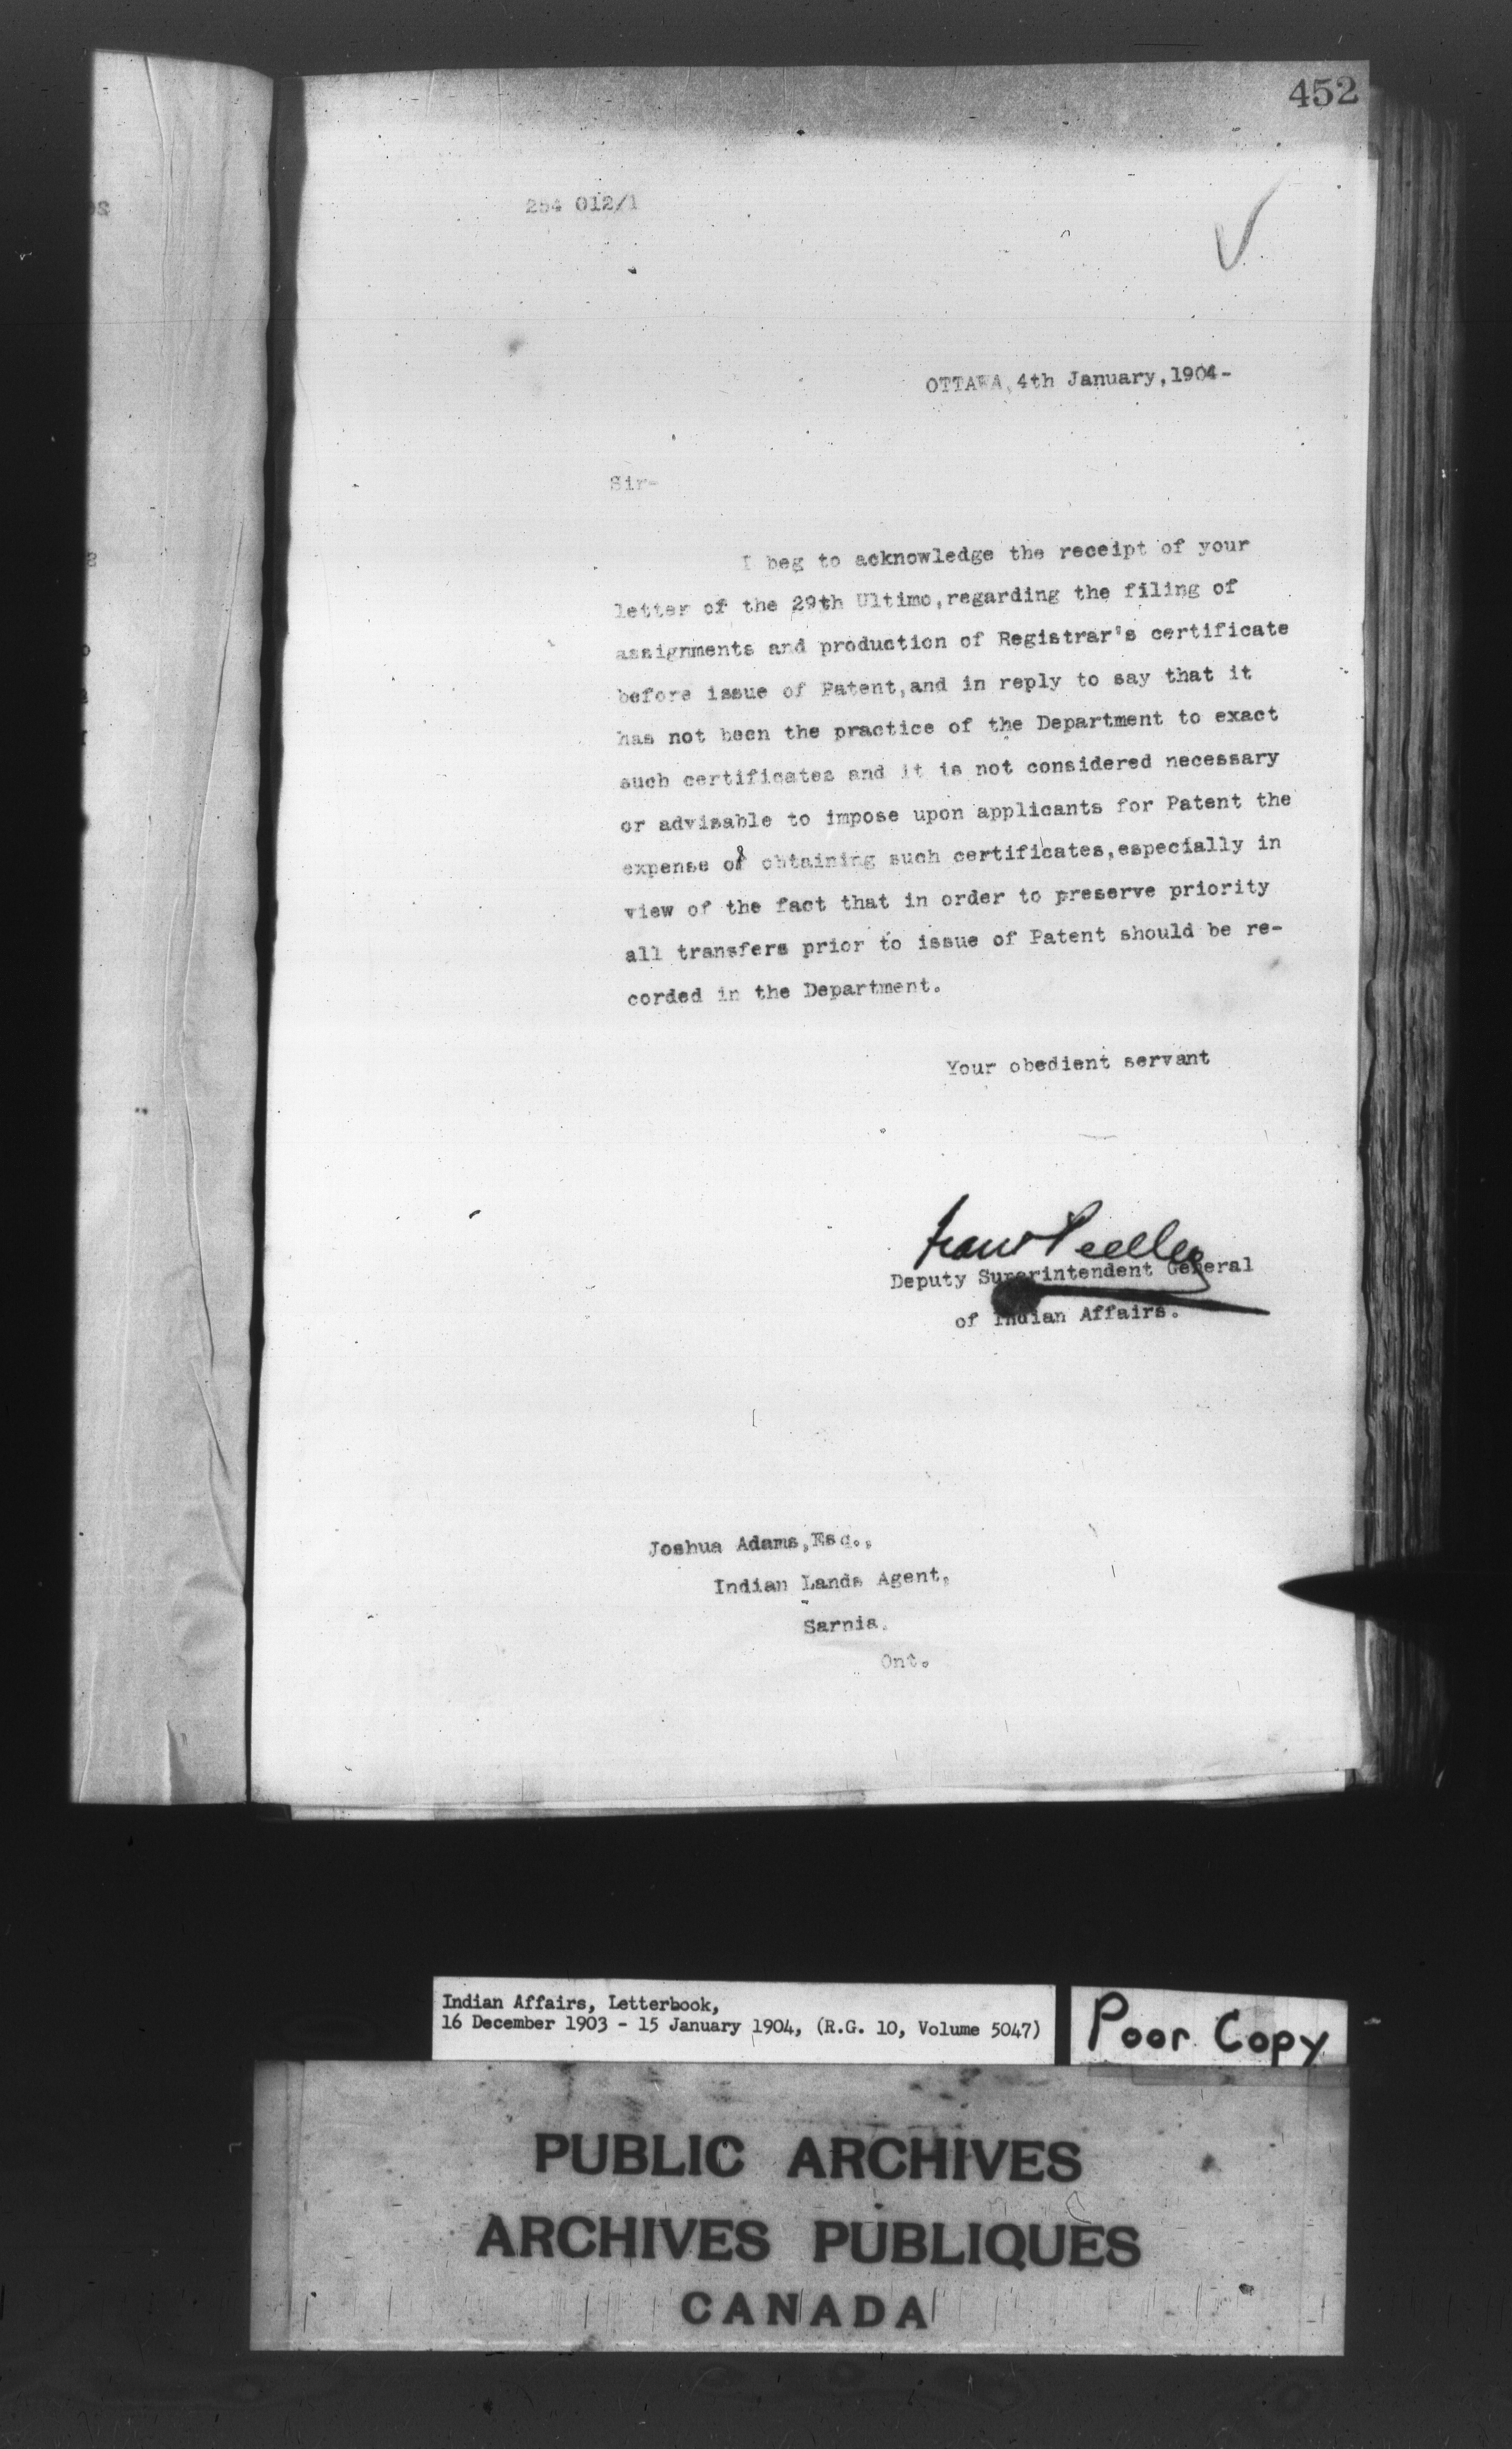 452
254 012/1
OTTAWA, 4th January, 1904-
Sir-
I beg to acknowledge the receipt of your
letter of the 29th Ultimo, regarding the filing of
assignments and production of Registrar's certificate
before issue of Patent, and in reply to say that it
has not been the practice of the Department to exact
such certificates and it is not considered necessary
or advisable to impose upon applicants for Patent the
expense of obtaining such certificates, especially in
view of the fact that in order to preserve priority
all transfers prior to issue of Patent should be re-
corded in the Department.
Your obedient servant
Frank Pedley
Deputy Superintendent General
of Indian Affairs.
Joshua Adams, Esq.,
Indian Lands Agent,
Sarnia.
Ont.
Indian Affairs, Letterbook,
16 December 1903 - 15 January 1904, (R.G. 10, Volume 5047)
Poor Copy
PUBLIC ARCHIVES
ARCHIVES PUBLIQUES
CANADA